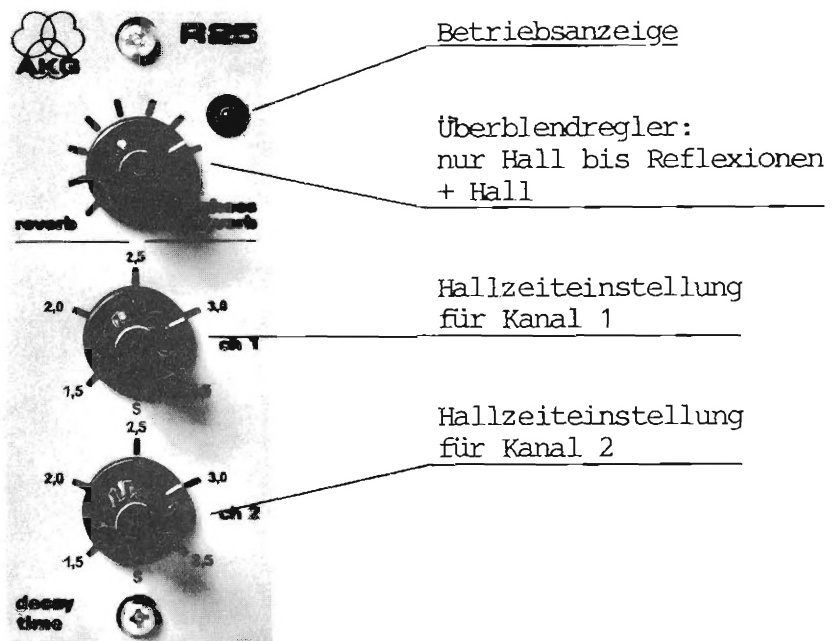 AKG
R25
Betriebsanzeige
Überblendregler:
nur Hall bis Reflexionen
+ Hall
reverb
2,5
2,0
3,0
Hallzeiteinstellung
für Kanal 1
ch 1
1,5
S
2,5
Hallzeiteinstellung
für Kanal 2
2,0
3,0
ch 2
1,5
3,5
S
decay
time